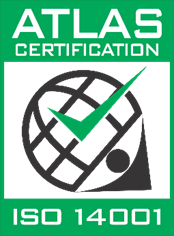 ATLAS
CERTIFICATION
ISO 14001